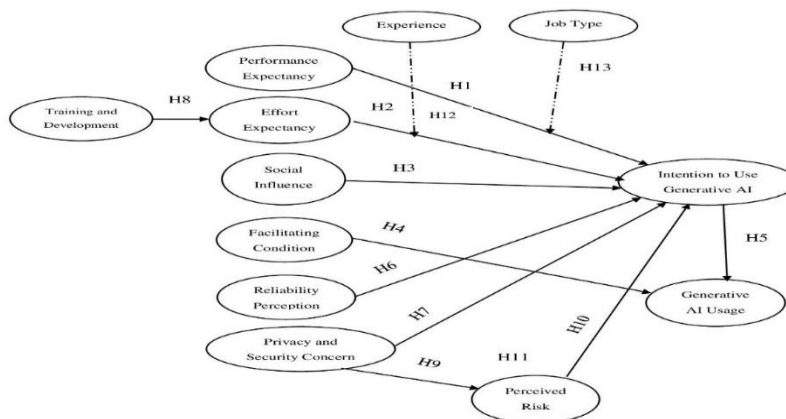 Experience
Job Type
Performance
Expectancy
H1
H13
H8
H2
H12
Training and
Development
Effort
Expectancy
Social
Influence
H3
Intention to Use
Generative AI
Facilitating
Condition
H4
H5
H6
Reliability
Perception
H7
Generative
AI Usage
H10
Privacy and
Security Concern
H9
H11
Perceived
Risk